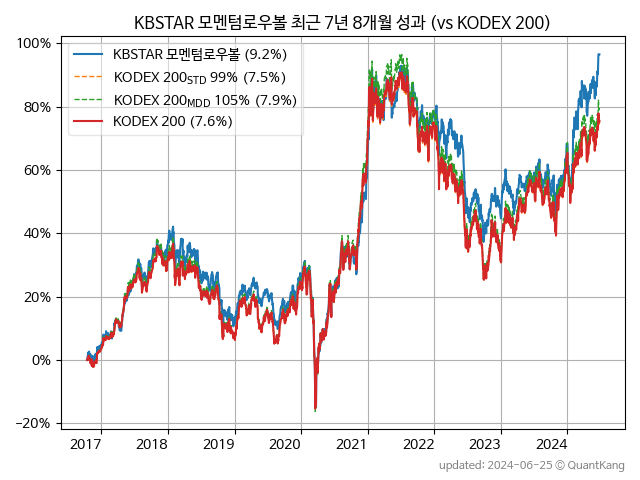 KBSTAR 모멘텀로우볼 최근 7년 8개월 성과 (vs KODEX 200)
100%
80%
60%
40%
20%
0%
−20%
KBSTAR 모멘텀로우볼 (9.2%)
KODEX 200STD 99% (7.5%)
KODEX 200MDD 105% (7.9%)
KODEX 200 (7.6%)
2017 2018 2019 2020 2021 2022 2023 2024
updated: 2024-06-25 © QuantKang